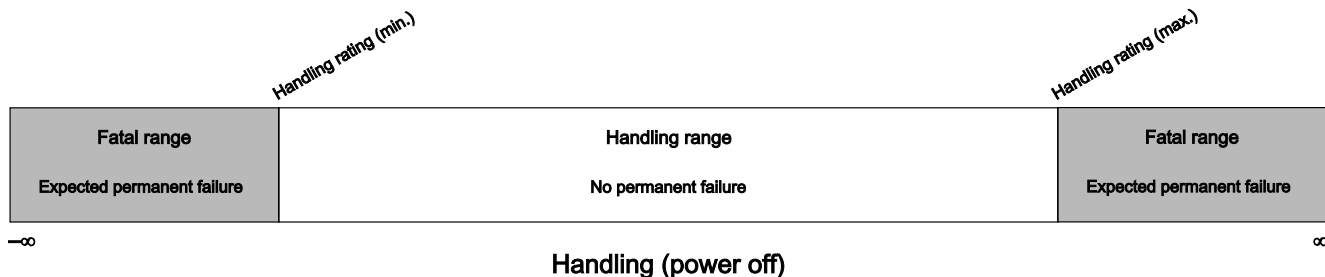 Handling rating (min.)
Handling rating (max.)
Fatal range
Handling range
Fatal range
Expected permanent failure
No permanent failure
Expected permanent failure
–∞
∞
Handling (power off)